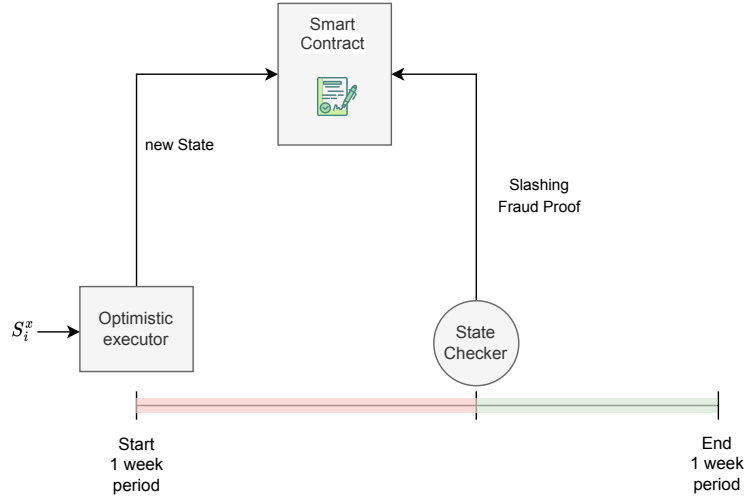 Smart
Contract
new State
Slashing
Fraud Proof
$S_i^x$
Optimistic
executor
State
Checker
Start
1 week
period
End
1 week
period